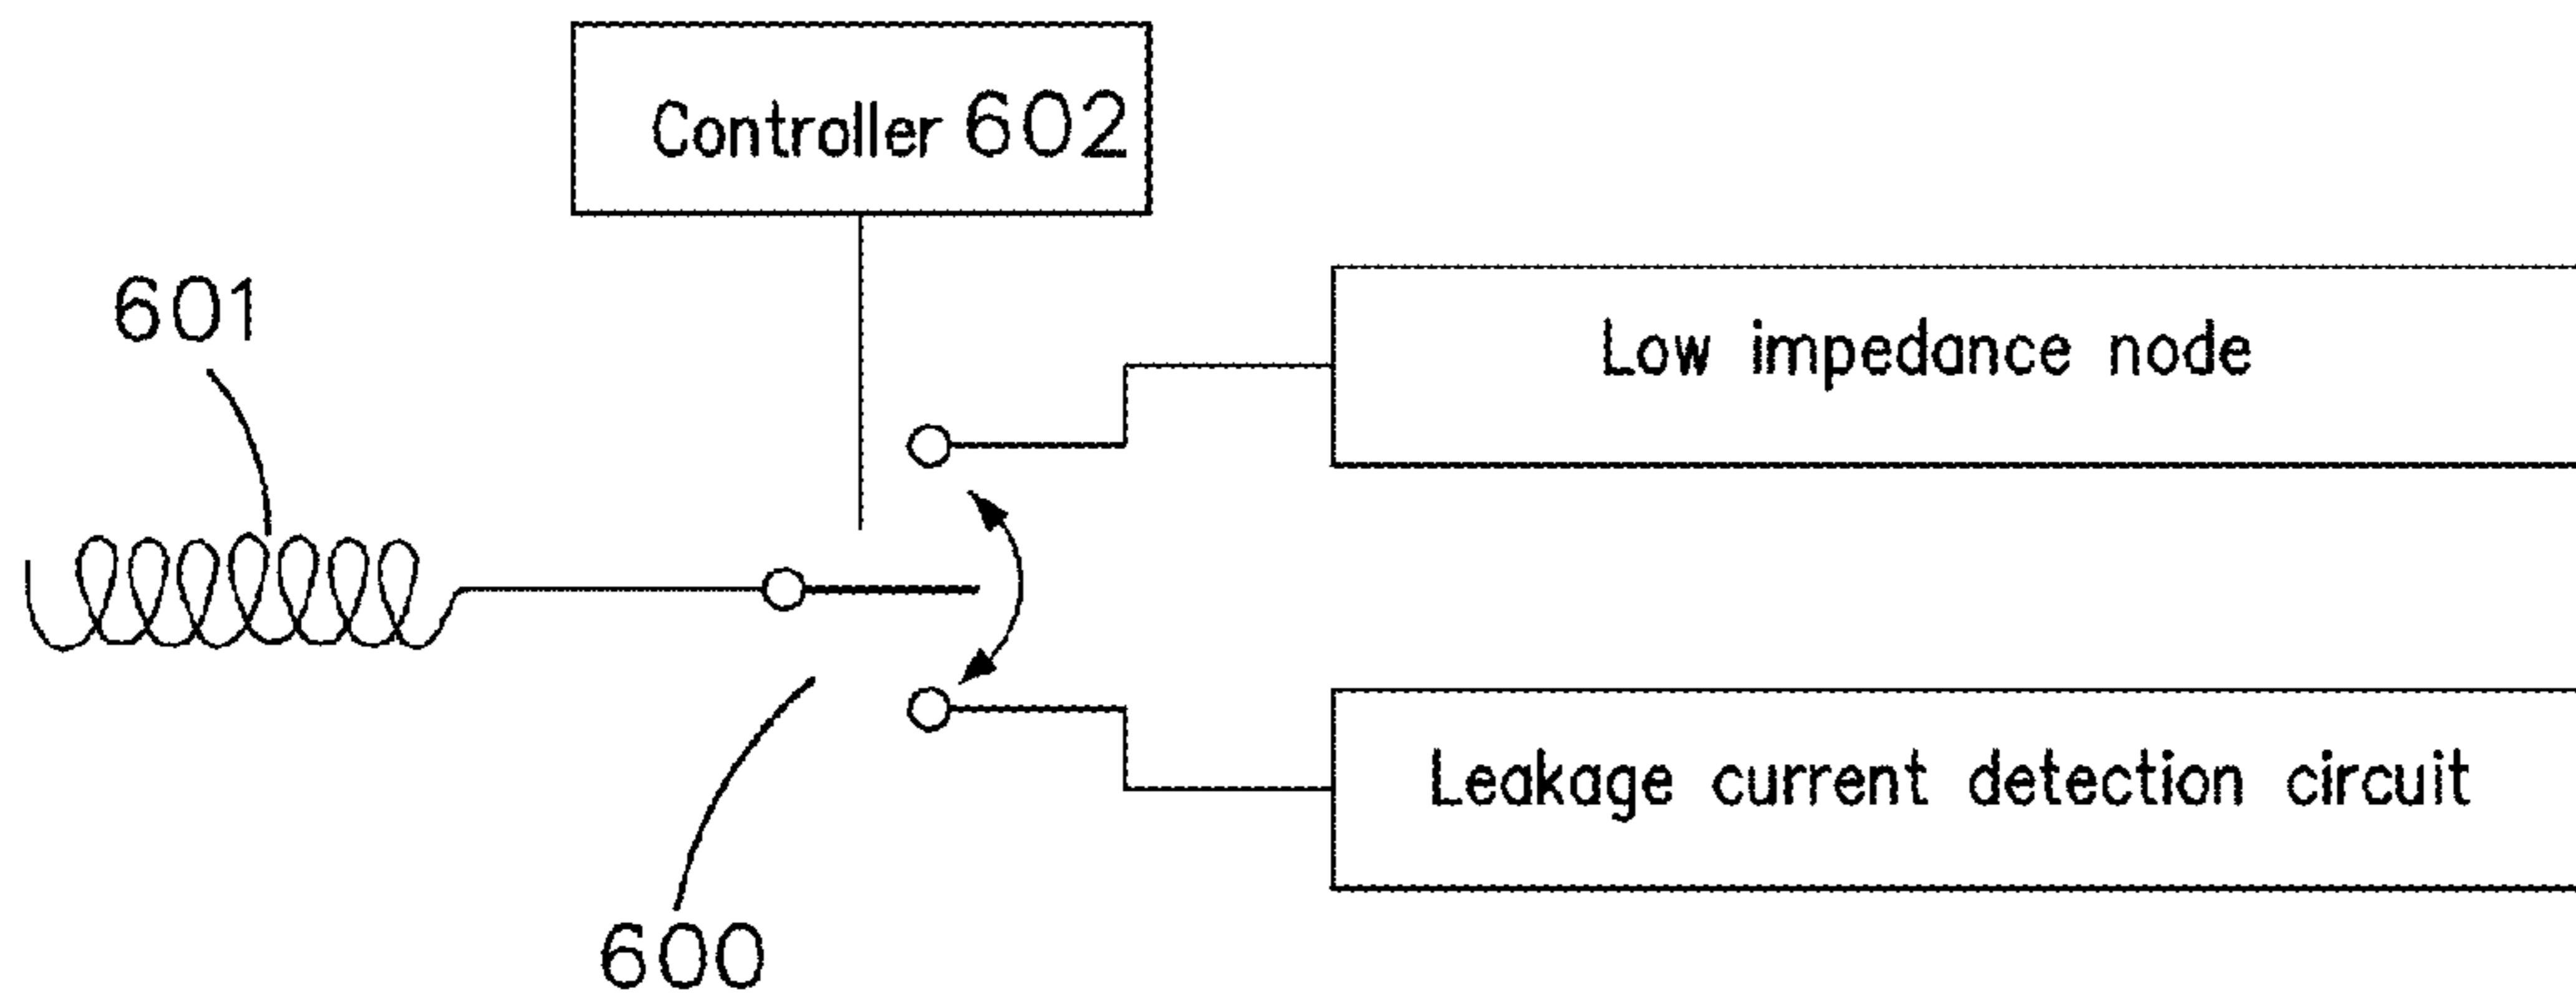 Controller 602
601
Low impedance node
Leakage current detection circuit
600